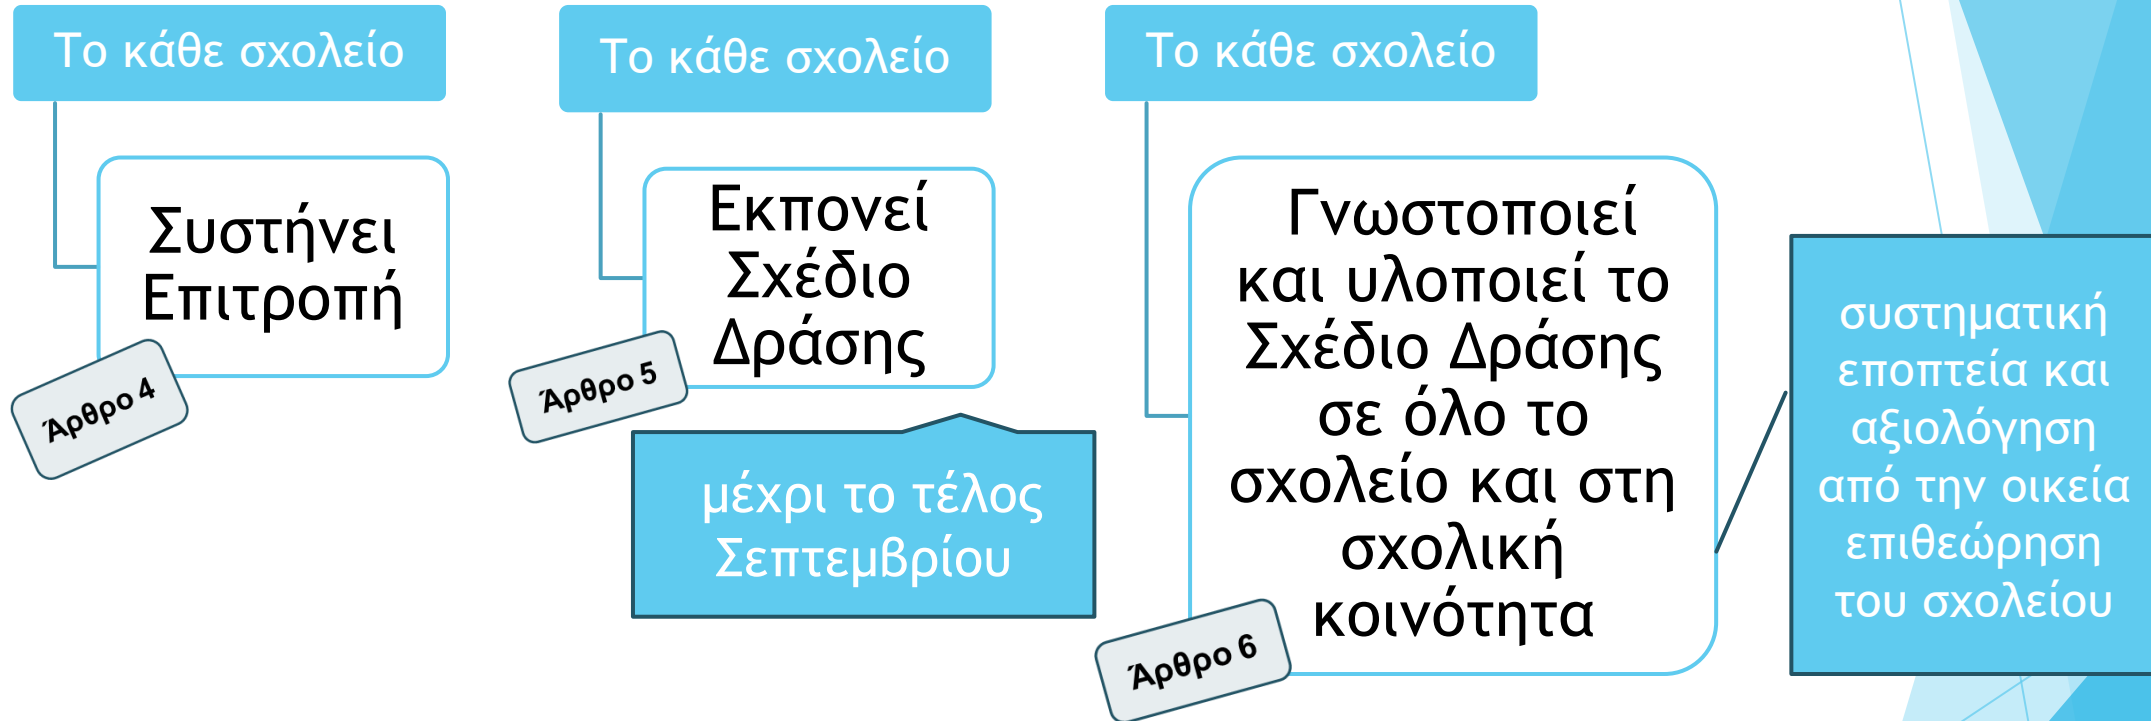 Το κάθε σχολείο
Συστήνει
Επιτροπή
Άρθρο 4
Το κάθε σχολείο
Εκπονεί
Σχέδιο
Δράσης
Άρθρο 5
μέχρι το τέλος
Σεπτεμβρίου
Το κάθε σχολείο
Γνωστοποιεί
και υλοποιεί το
Σχέδιο Δράσης
σε όλο το
σχολείο και στη
σχολική
κοινότητα
Άρθρο 6
συστηματική
εποπτεία και
αξιολόγηση
από την οικεία
επιθεώρηση
του σχολείου